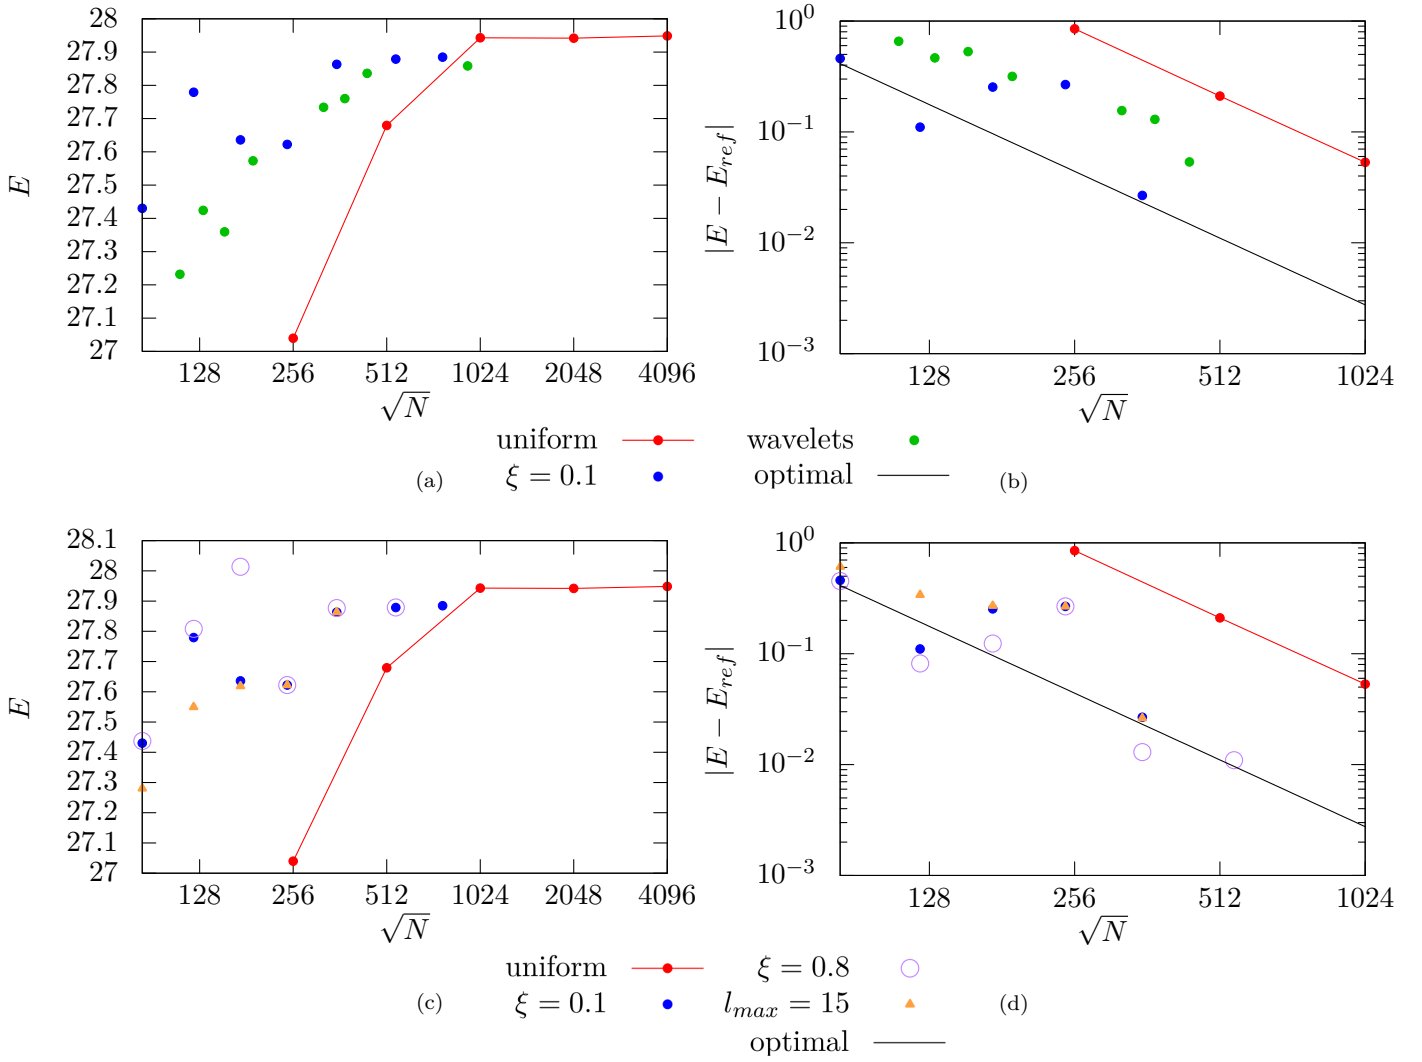 28
27.9
27.8
27.7
27.6
27.5
27.4
27.3
27.2
27.1
27
E
128 256 512 1024 2048 4096
√N
10^0
10^−1
10^−2
10^−3
|E − E_ref|
128 256 512 1024
√N
uniform wavelets
ξ = 0.1 optimal
(a) (b)
28.1
28
27.9
27.8
27.7
27.6
27.5
27.4
27.3
27.2
27.1
27
E
128 256 512 1024 2048 4096
√N
10^0
10^−1
10^−2
10^−3
|E − E_ref|
128 256 512 1024
√N
uniform ξ = 0.8
(c) ξ = 0.1 l_max = 15 (d)
optimal